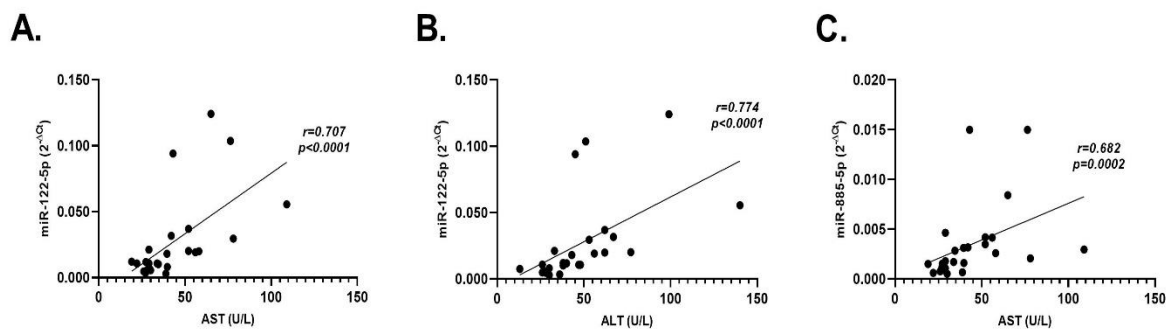 A.
miR-122-5p (2^-ΔCt)
0.150
0.100
0.050
0.000
0
50
100
150
AST (U/L)
r=0.707
p<0.0001
B.
miR-122-5p (2^-ΔCt)
0.150
0.100
0.050
0.000
0
50
100
150
ALT (U/L)
r=0.774
p<0.0001
C.
miR-885-5p (2^-ΔCt)
0.020
0.015
0.010
0.005
0.000
0
50
100
150
AST (U/L)
r=0.682
p=0.0002